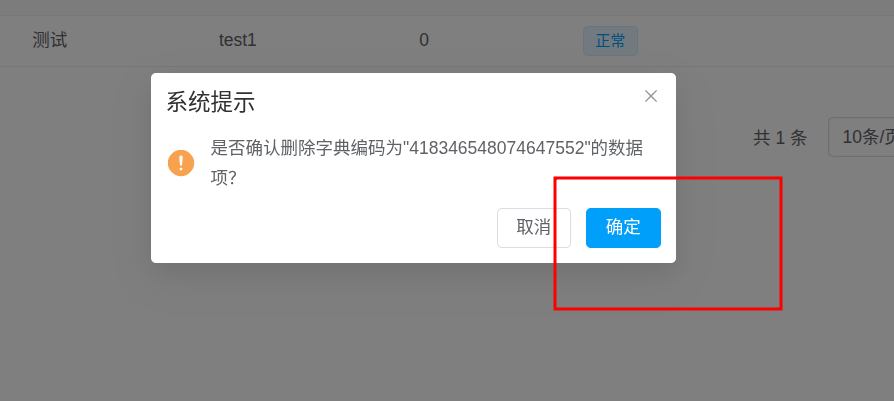 测试 test1 0 正常
系统提示
是否确认删除字典编码为"418346548074647552"的数据
项?
共 1 条 10条/页
取消 确定